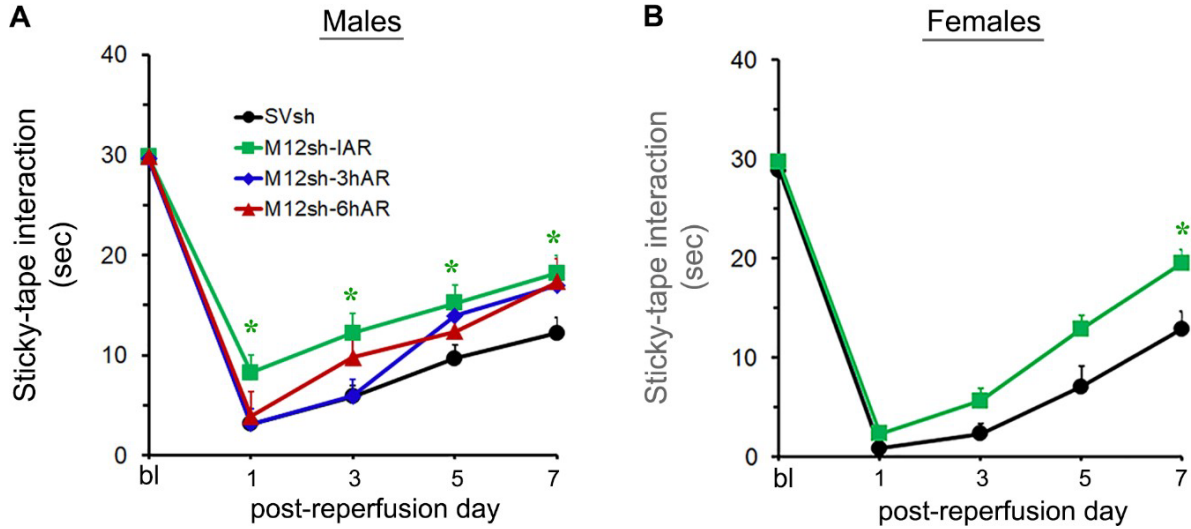 A
Males
Sticky-tape interaction
(sec)
40
30
20
10
0
SVsh
M12sh-IAR
M12sh-3hAR
M12sh-6hAR
*
*
*
*
bl 1 3 5 7
post-reperfusion day
B
Females
Sticky-tape interaction
(sec)
40
30
20
10
0
*
bl 1 3 5 7
post-reperfusion day